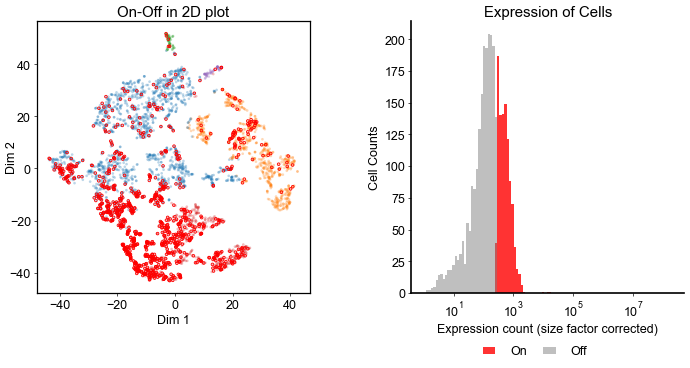 On-Off in 2D plot
Expression of Cells
Dim 2
40
20
0
−20
−40
−40 −20 0 20 40
Dim 1
Cell Counts
200
175
150
125
100
75
50
25
0
10^1 10^3 10^5 10^7
Expression count (size factor corrected)
On Off